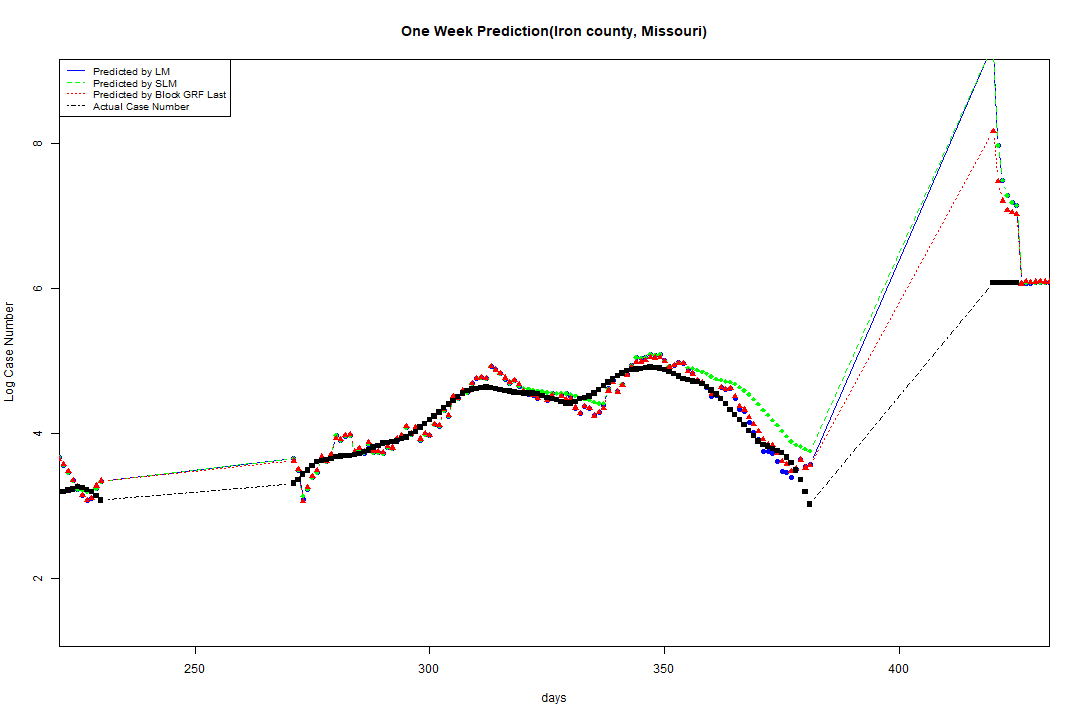 One Week Prediction(Iron county, Missouri)
Predicted by LM
Predicted by SLM
Predicted by Block GRF Last
Actual Case Number
8
6
4
2
Log Case Number
250 300 350 400
days